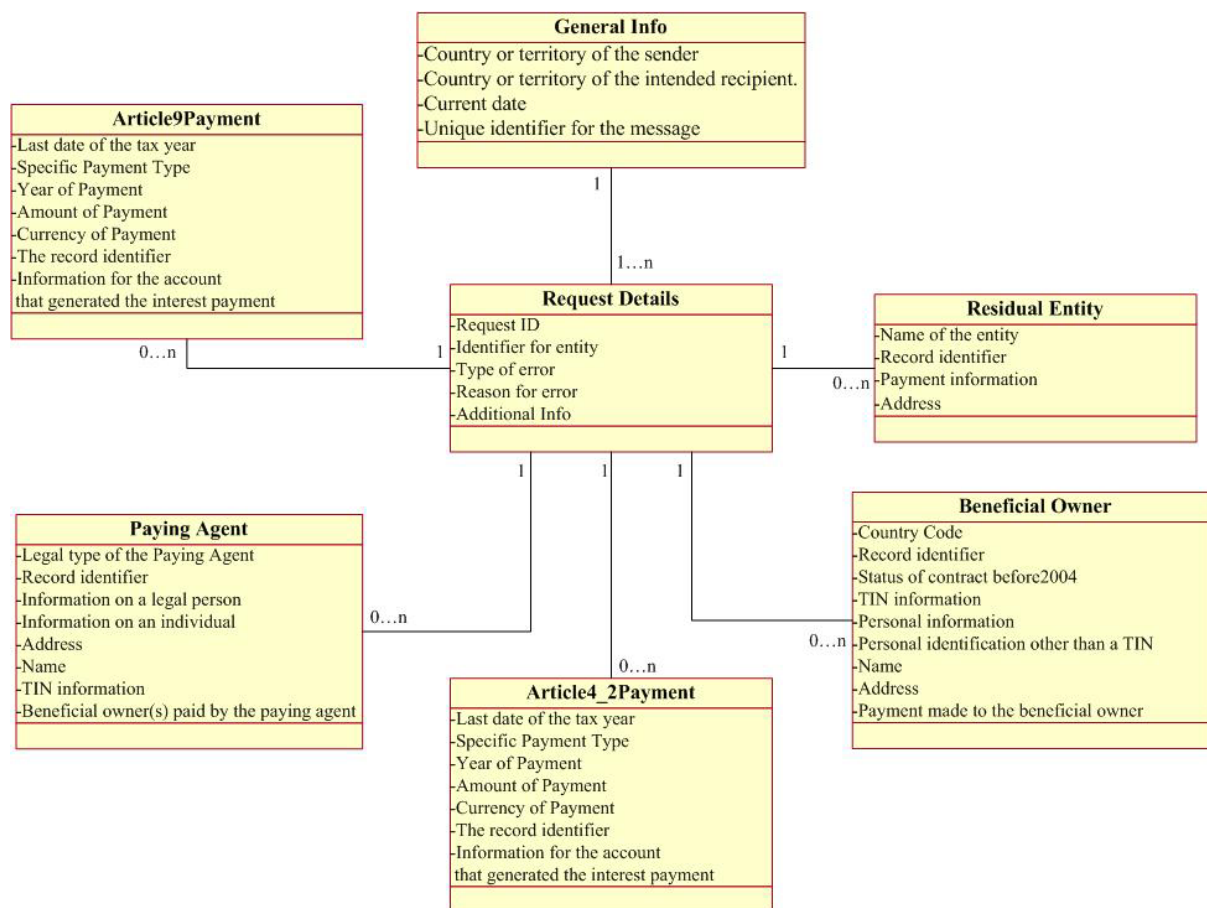 General Info
-Country or territory of the sender
-Country or territory of the intended recipient.
-Current date
-Unique identifier for the message
1
1…n
Article9Payment
-Last date of the tax year
-Specific Payment Type
-Year of Payment
-Amount of Payment
-Currency of Payment
-The record identifier
-Information for the account
that generated the interest payment
0…n
1
Request Details
-Request ID
-Identifier for entity
-Type of error
-Reason for error
-Additional Info
1
0…n
Residual Entity
-Name of the entity
-Record identifier
-Payment information
-Address
1
1
1
Paying Agent
-Legal type of the Paying Agent
-Record identifier
-Information on a legal person
-Information on an individual
-Address
-Name
-TIN information
-Beneficial owner(s) paid by the paying agent
0…n
0…n
Article4_2Payment
-Last date of the tax year
-Specific Payment Type
-Year of Payment
-Amount of Payment
-Currency of Payment
-The record identifier
-Information for the account
that generated the interest payment
0…n
Beneficial Owner
-Country Code
-Record identifier
-Status of contract before2004
-TIN information
-Personal information
-Personal identification other than a TIN
-Name
-Address
-Payment made to the beneficial owner